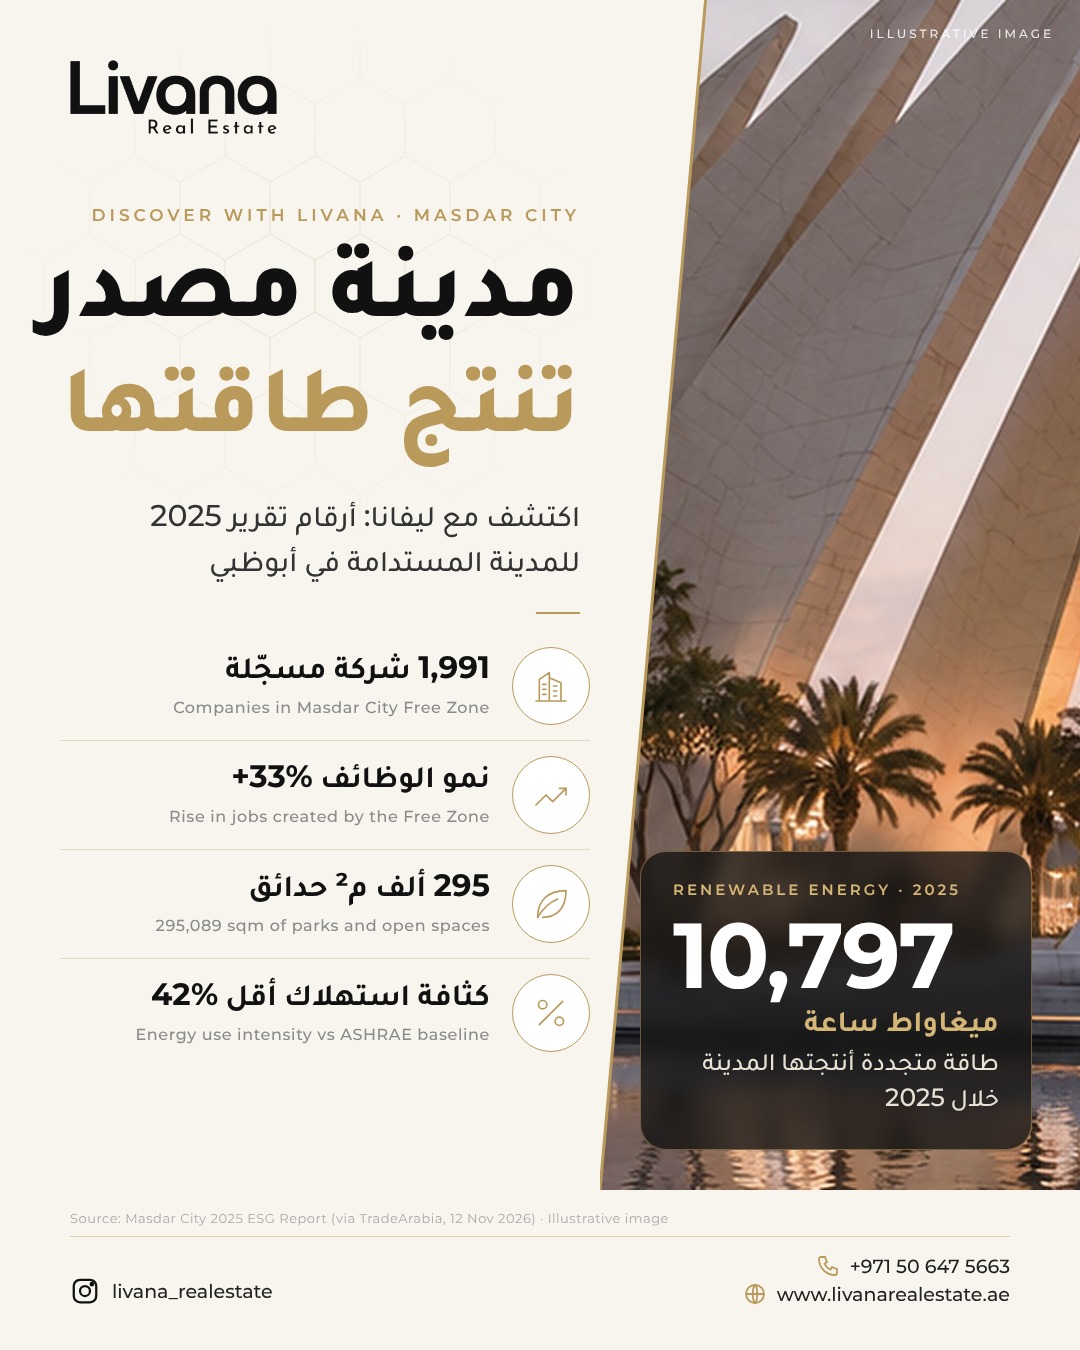 ILLUSTRATIVE IMAGE
Livana
Real Estate
DISCOVER WITH LIVANA · MASDAR CITY
مدينة مصدر
تنتج طاقتها
اكتشف مع ليفانا: أرقام تقرير 2025
للمدينة المستدامة في أبوظبي
1,991 شركة مسجّلة
Companies in Masdar City Free Zone
نمو الوظائف 33%+
Rise in jobs created by the Free Zone
295 ألف م² حدائق
295,089 sqm of parks and open spaces
كثافة استهلاك أقل 42%
Energy use intensity vs ASHRAE baseline
RENEWABLE ENERGY · 2025
10,797
ميغاواط ساعة
طاقة متجددة أنتجتها المدينة
خلال 2025
Source: Masdar City 2025 ESG Report (via TradeArabia, 12 Nov 2026) · Illustrative image
livana_realestate
+971 50 647 5663
www.livanarealestate.ae